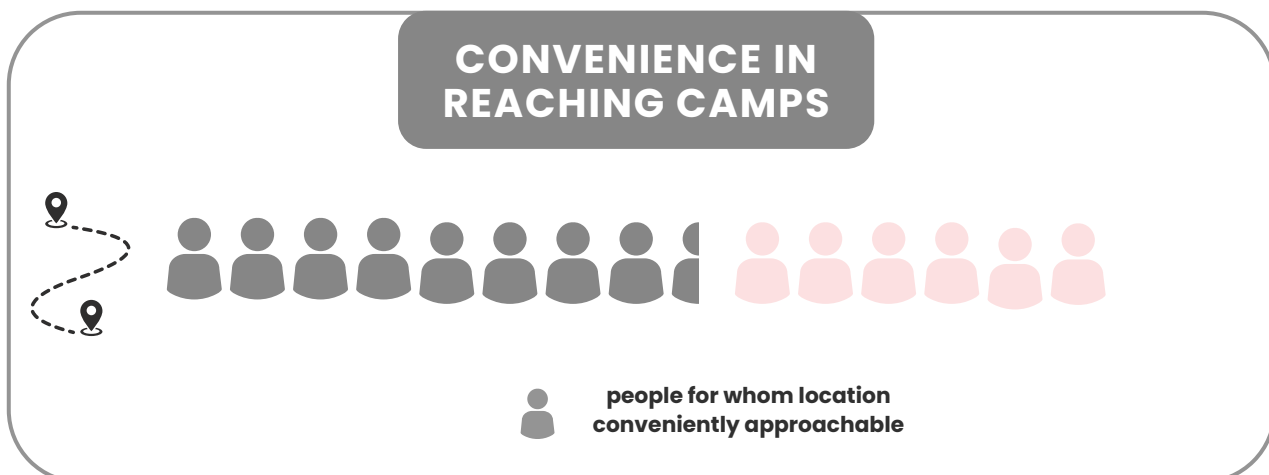 CONVENIENCE IN
REACHING CAMPS
people for whom location
conveniently approachable